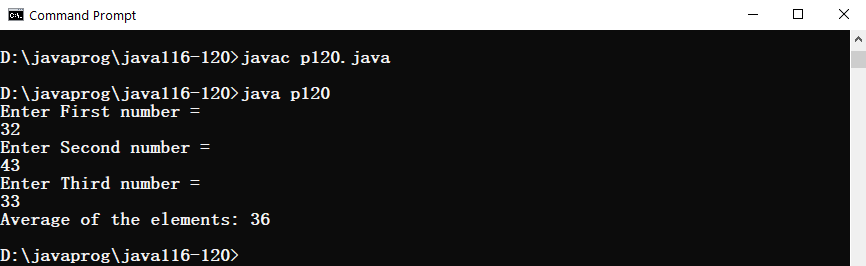 Command Prompt
D:\javaprog\java116-120>javac p120.java
D:\javaprog\java116-120>java p120
Enter First number =
32
Enter Second number =
43
Enter Third number =
33
Average of the elements: 36
D:\javaprog\java116-120>